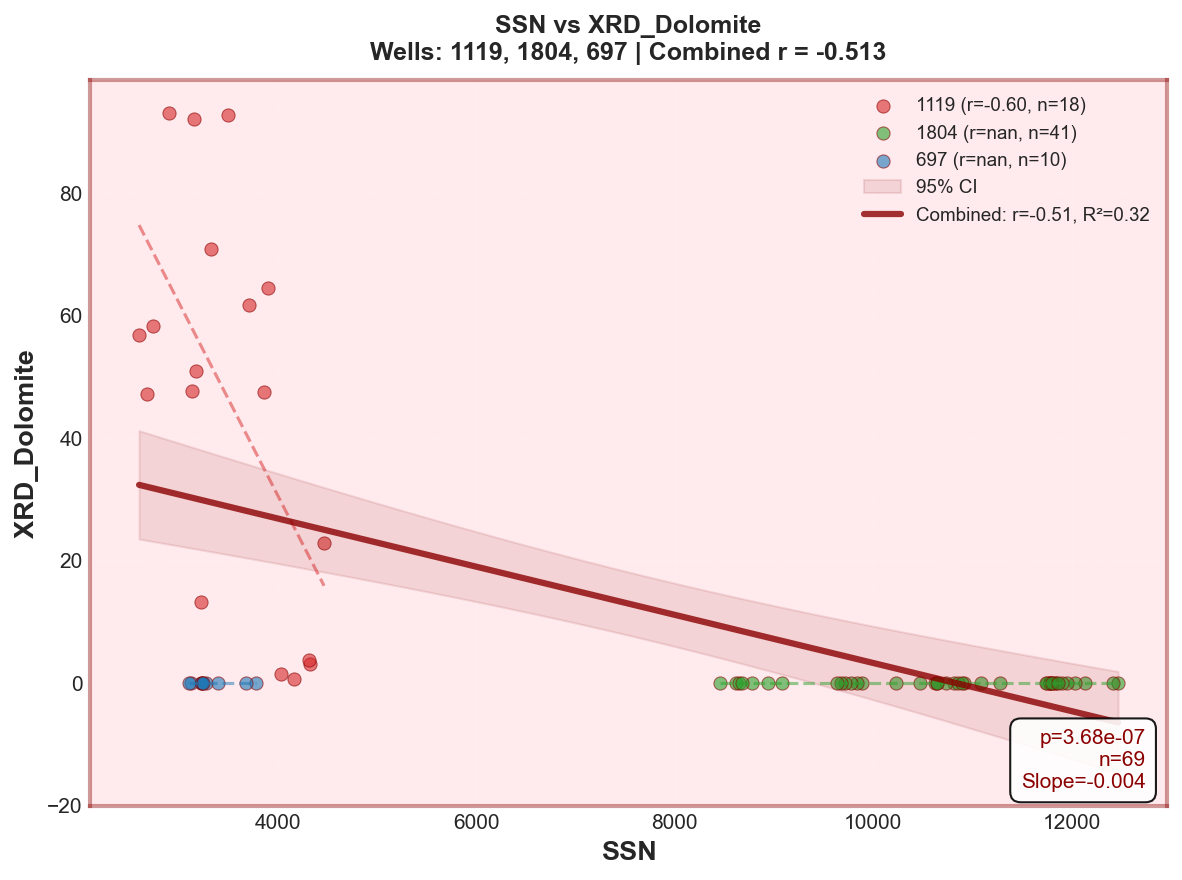 SSN vs XRD_Dolomite
Wells: 1119, 1804, 697 | Combined r = -0.513
1119 (r=-0.60, n=18)
1804 (r=nan, n=41)
697 (r=nan, n=10)
95% CI
Combined: r=-0.51, R²=0.32
XRD_Dolomite
80
60
40
20
0
−20
p=3.68e-07
n=69
Slope=-0.004
4000 6000 8000 10000 12000
SSN